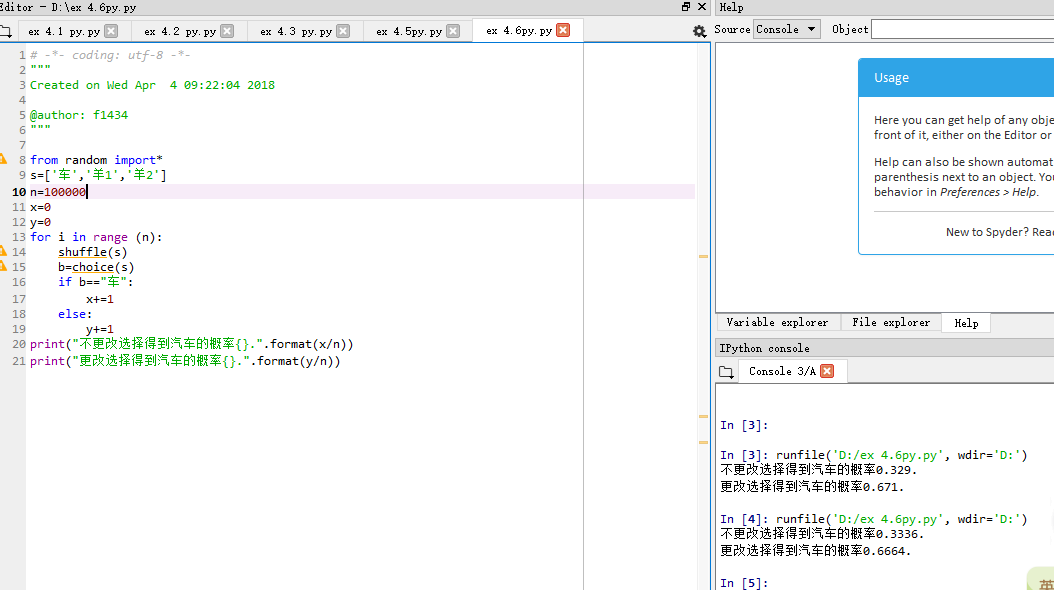 Editor - D:\ex 4.6py.py
Help
ex 4.1 py.py
ex 4.2 py.py
ex 4.3 py.py
ex 4.5py.py
ex 4.6py.py
Source Console Object
1 # -*- coding: utf-8 -*-
2 """
3 Created on Wed Apr  4 09:22:04 2018
4
5 @author: f1434
6 """
7
8 from random import*
9 s=['车','羊1','羊2']
10 n=100000
11 x=0
12 y=0
13 for i in range (n):
14     shuffle(s)
15     b=choice(s)
16     if b=="车":
17         x+=1
18     else:
19         y+=1
20 print("不更改选择得到汽车的概率{}.".format(x/n))
21 print("更改选择得到汽车的概率{}.".format(y/n))
Usage
Here you can get help of any obje
front of it, either on the Editor or
Help can also be shown automat
parenthesis next to an object. You
behavior in Preferences > Help.
New to Spyder? Read
Variable explorer
File explorer
Help
IPython console
Console 3/A
In [3]:
In [3]: runfile('D:/ex 4.6py.py', wdir='D:')
不更改选择得到汽车的概率0.329.
更改选择得到汽车的概率0.671.
In [4]: runfile('D:/ex 4.6py.py', wdir='D:')
不更改选择得到汽车的概率0.3336.
更改选择得到汽车的概率0.6664.
In [5]:
英